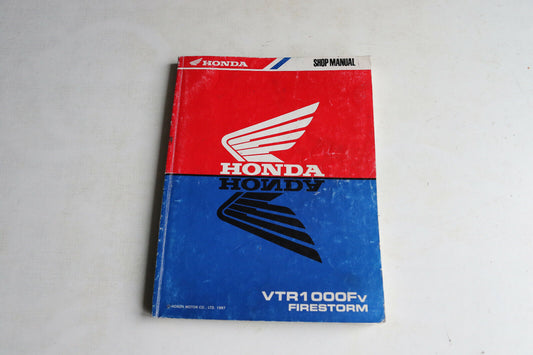 HONDA
SHOP MANUAL
HONDA
HONDA
VTR1000Fv
FIRESTORM
© HONDA MOTOR CO., LTD. 1997